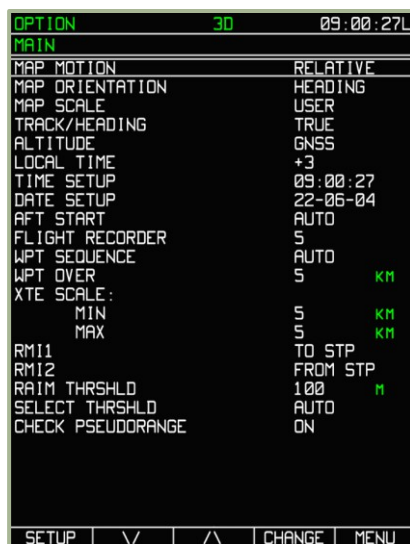 OPTION 3D 09:00:27L
MAIN
MAP MOTION RELATIVE
MAP ORIENTATION HEADING
MAP SCALE USER
TRACK/HEADING TRUE
ALTITUDE GNSS
LOCAL TIME +3
TIME SETUP 09:00:27
DATE SETUP 22-06-04
AFT START AUTO
FLIGHT RECORDER 5
WPT SEQUENCE AUTO
WPT OVER 5 KM
XTE SCALE:
MIN 5 KM
MAX 5 KM
RMI1 TO STP
RMI2 FROM STP
RAIM THRSHLD 100 M
SELECT THRSHLD AUTO
CHECK PSEUDORANGE ON
SETUP \/ /\ CHANGE MENU